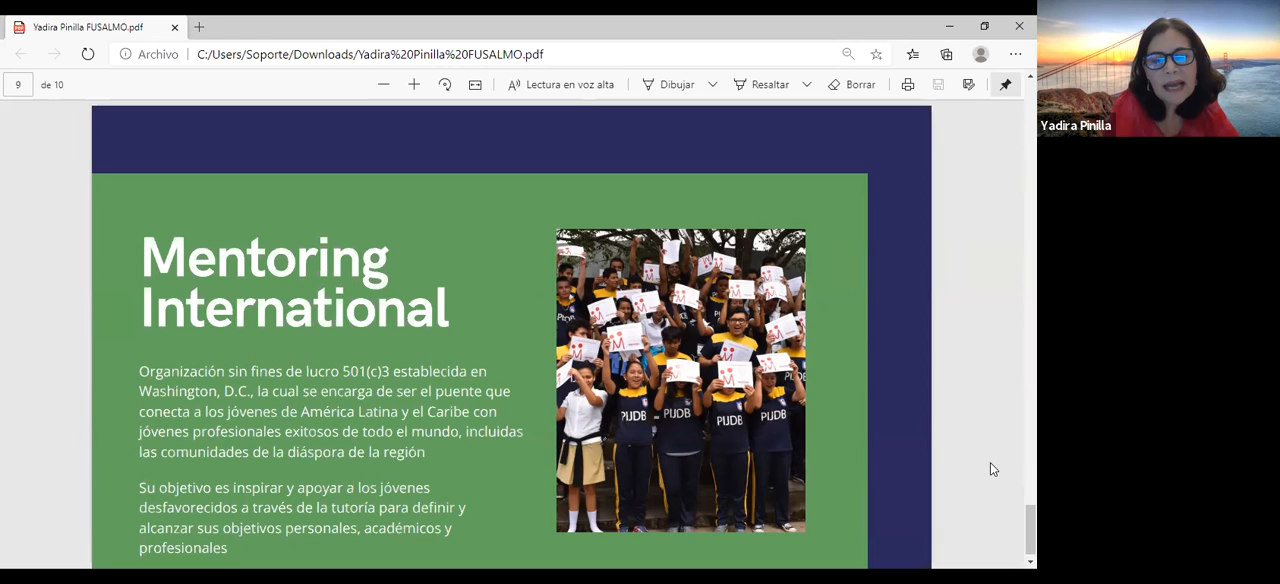 Yadira Pinilla FUSALMO.pdf
Archivo
C:/Users/Soporte/Downloads/Yadira%20Pinilla%20FUSALMO.pdf
9 de 10
Lectura en voz alta
Dibujar
Resaltar
Borrar
Yadira Pinilla
Mentoring
International
Organización sin fines de lucro 501(c)3 establecida en
Washington, D.C., la cual se encarga de ser el puente que
conecta a los jóvenes de América Latina y el Caribe con
jóvenes profesionales exitosos de todo el mundo, incluidas
las comunidades de la diáspora de la región
Su objetivo es inspirar y apoyar a los jóvenes
desfavorecidos a través de la tutoría para definir y
alcanzar sus objetivos personales, académicos y
profesionales
PIJDB
PIJDB
PIJDB
PIJDB